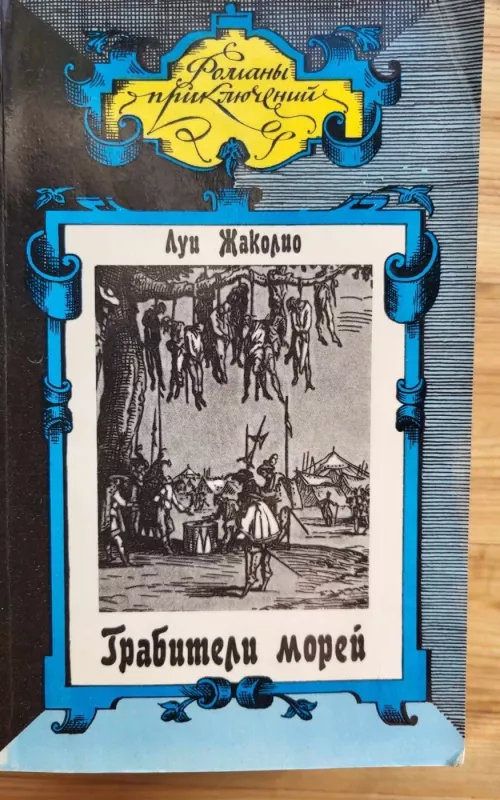 Романы
приключений
Луи Жаколио
Грабители морей